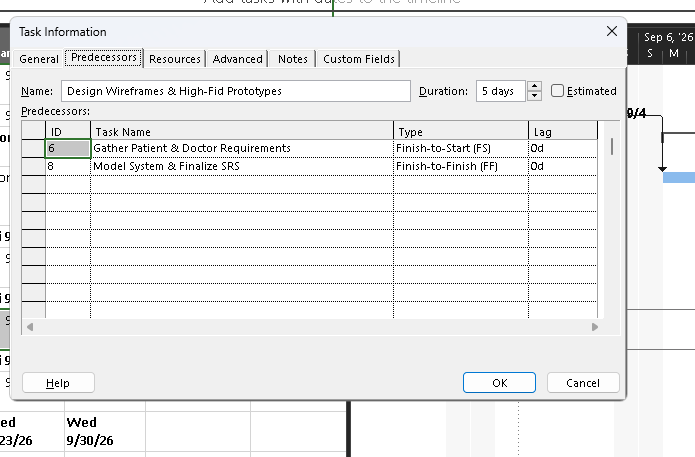 Add tasks with dates to the timeline
Task Information
General Predecessors Resources Advanced Notes Custom Fields
Name: Design Wireframes & High-Fid Prototypes Duration: 5 days Estimated
Predecessors:
ID Task Name Type Lag
6 Gather Patient & Doctor Requirements Finish-to-Start (FS) 0d
8 Model System & Finalize SRS Finish-to-Finish (FF) 0d
Help OK Cancel
Sep 6, '26
S M
9/4
Wed
23/26 9/30/26